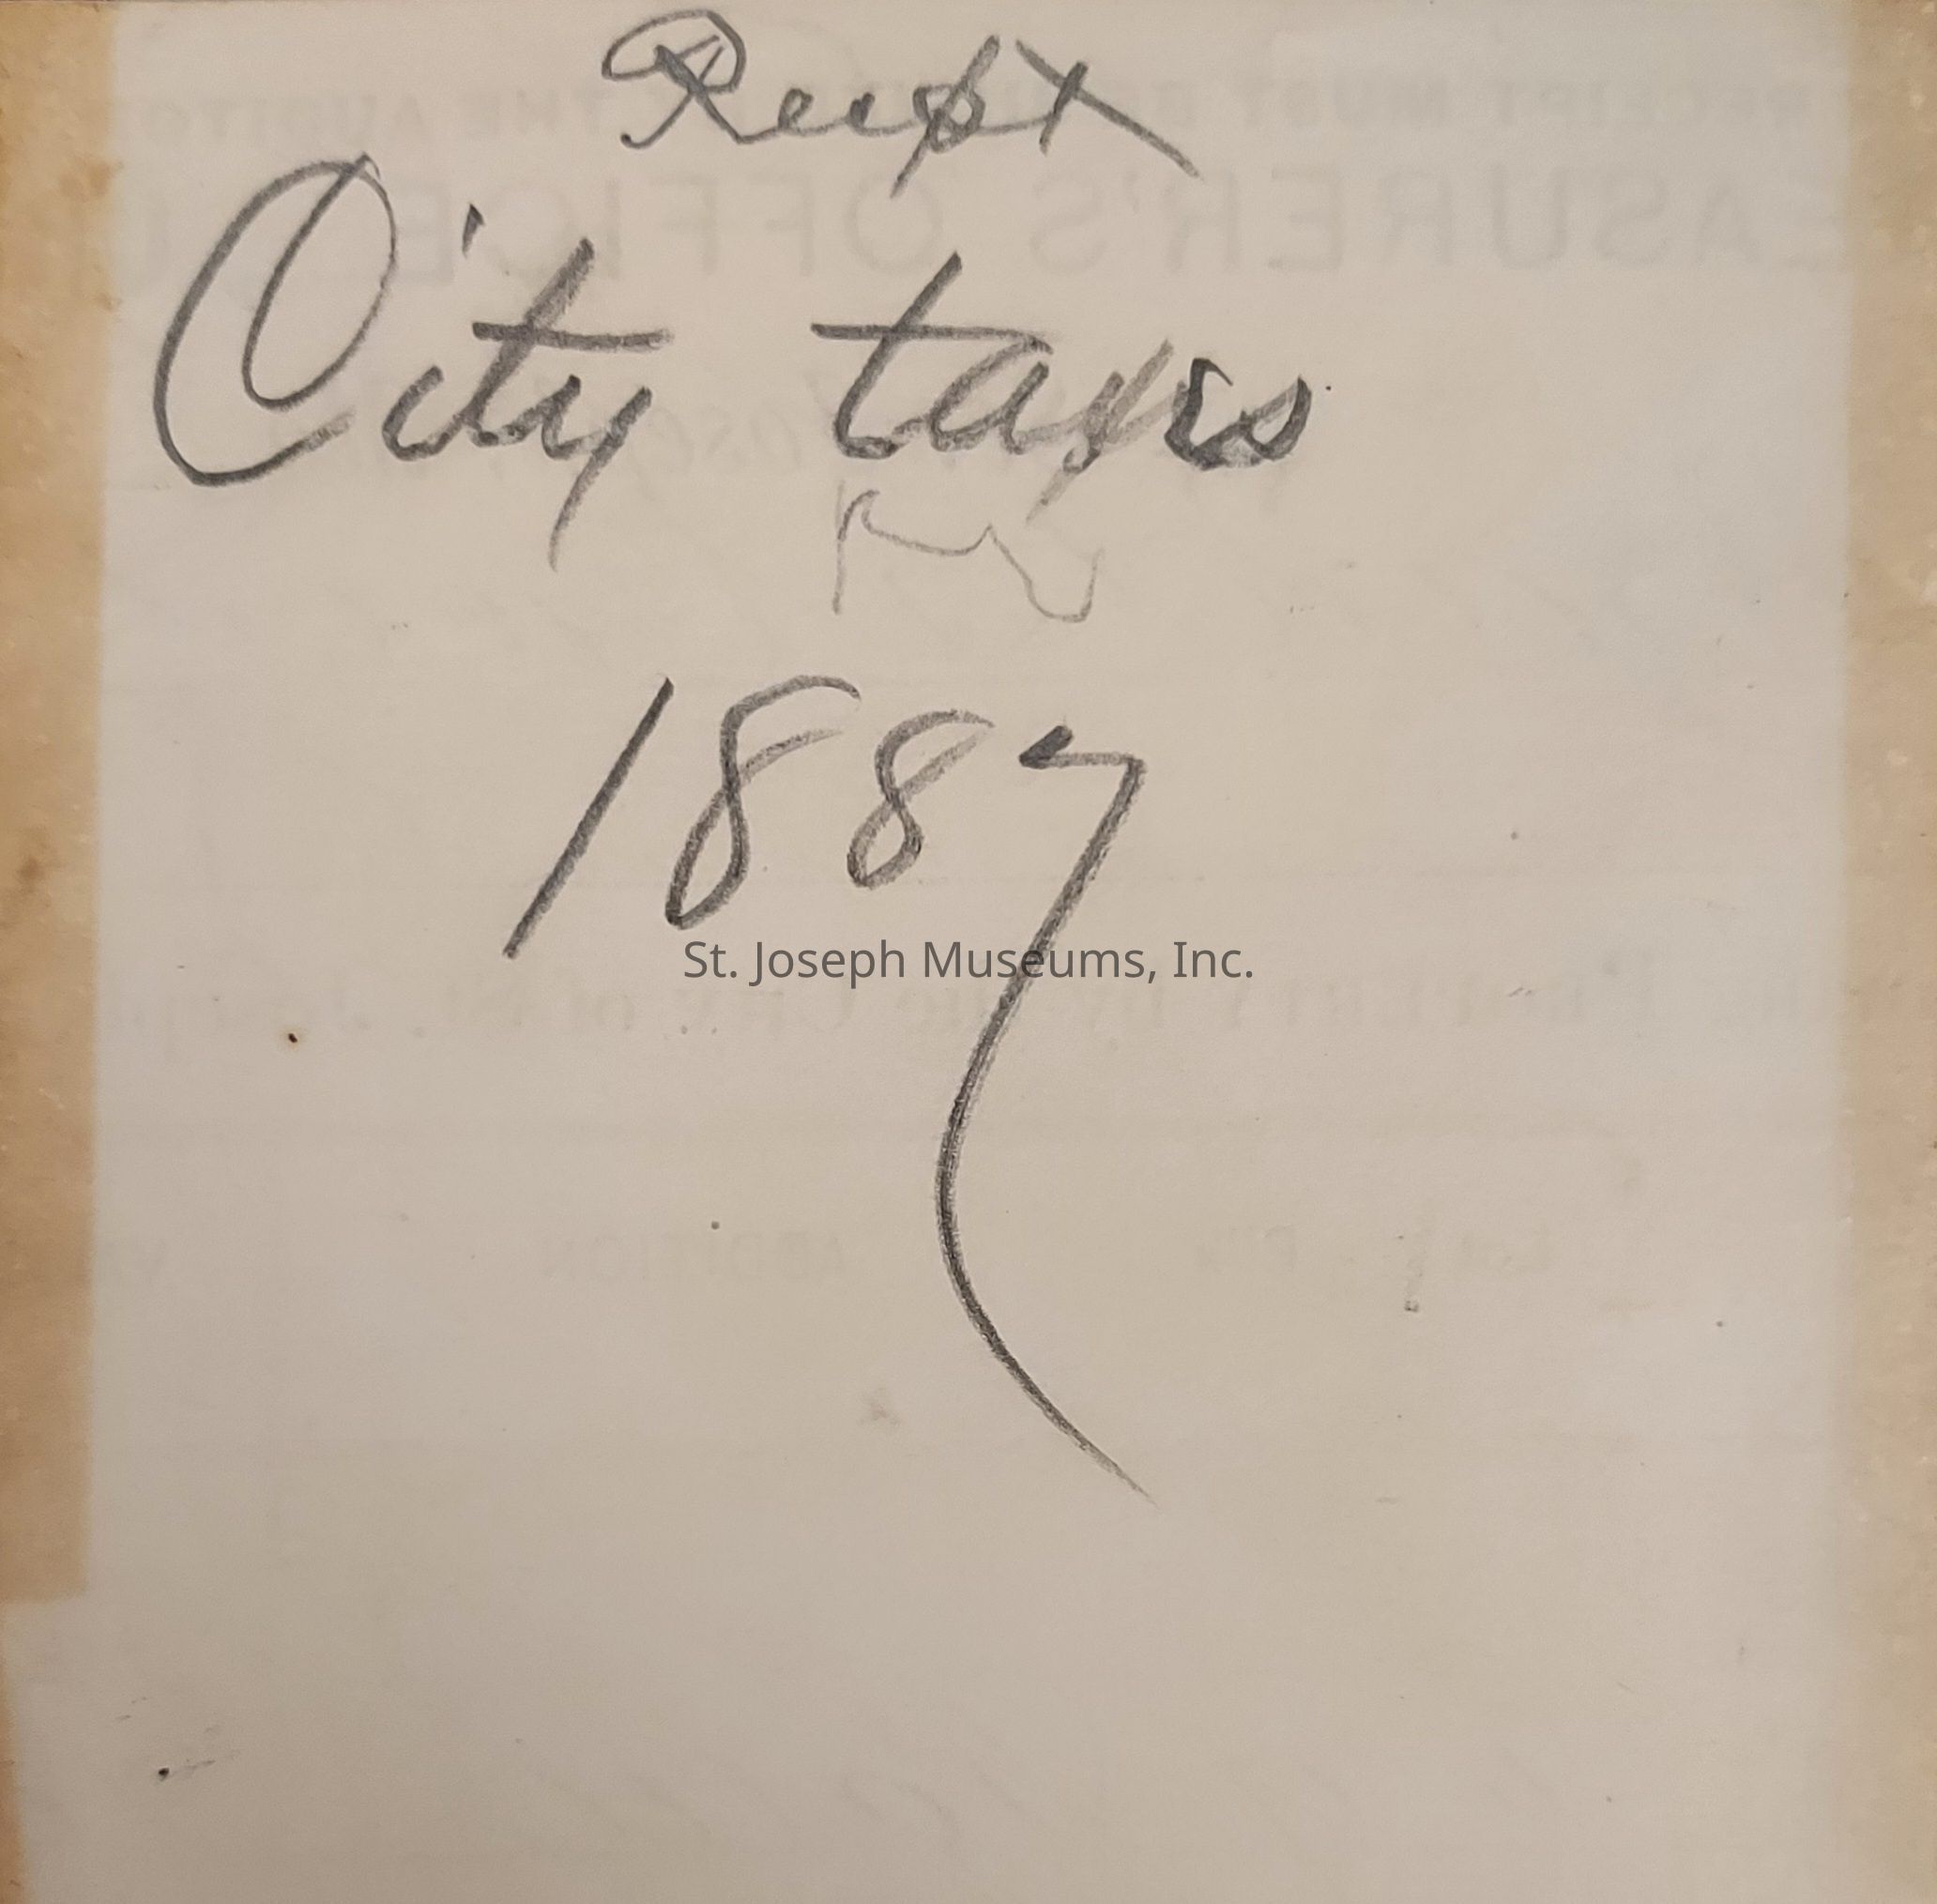 Recpt
City taxes
1887
St. Joseph Museums, Inc.